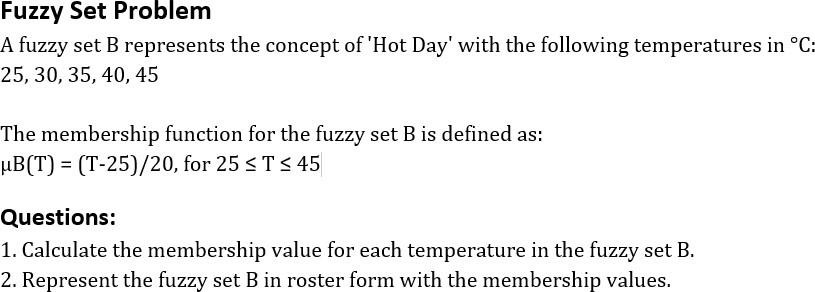 Fuzzy Set Problem
A fuzzy set B represents the concept of 'Hot Day' with the following temperatures in °C:
25, 30, 35, 40, 45
The membership function for the fuzzy set B is defined as:
μB(T) = (T-25)/20, for 25 ≤ T ≤ 45
Questions:
1. Calculate the membership value for each temperature in the fuzzy set B.
2. Represent the fuzzy set B in roster form with the membership values.